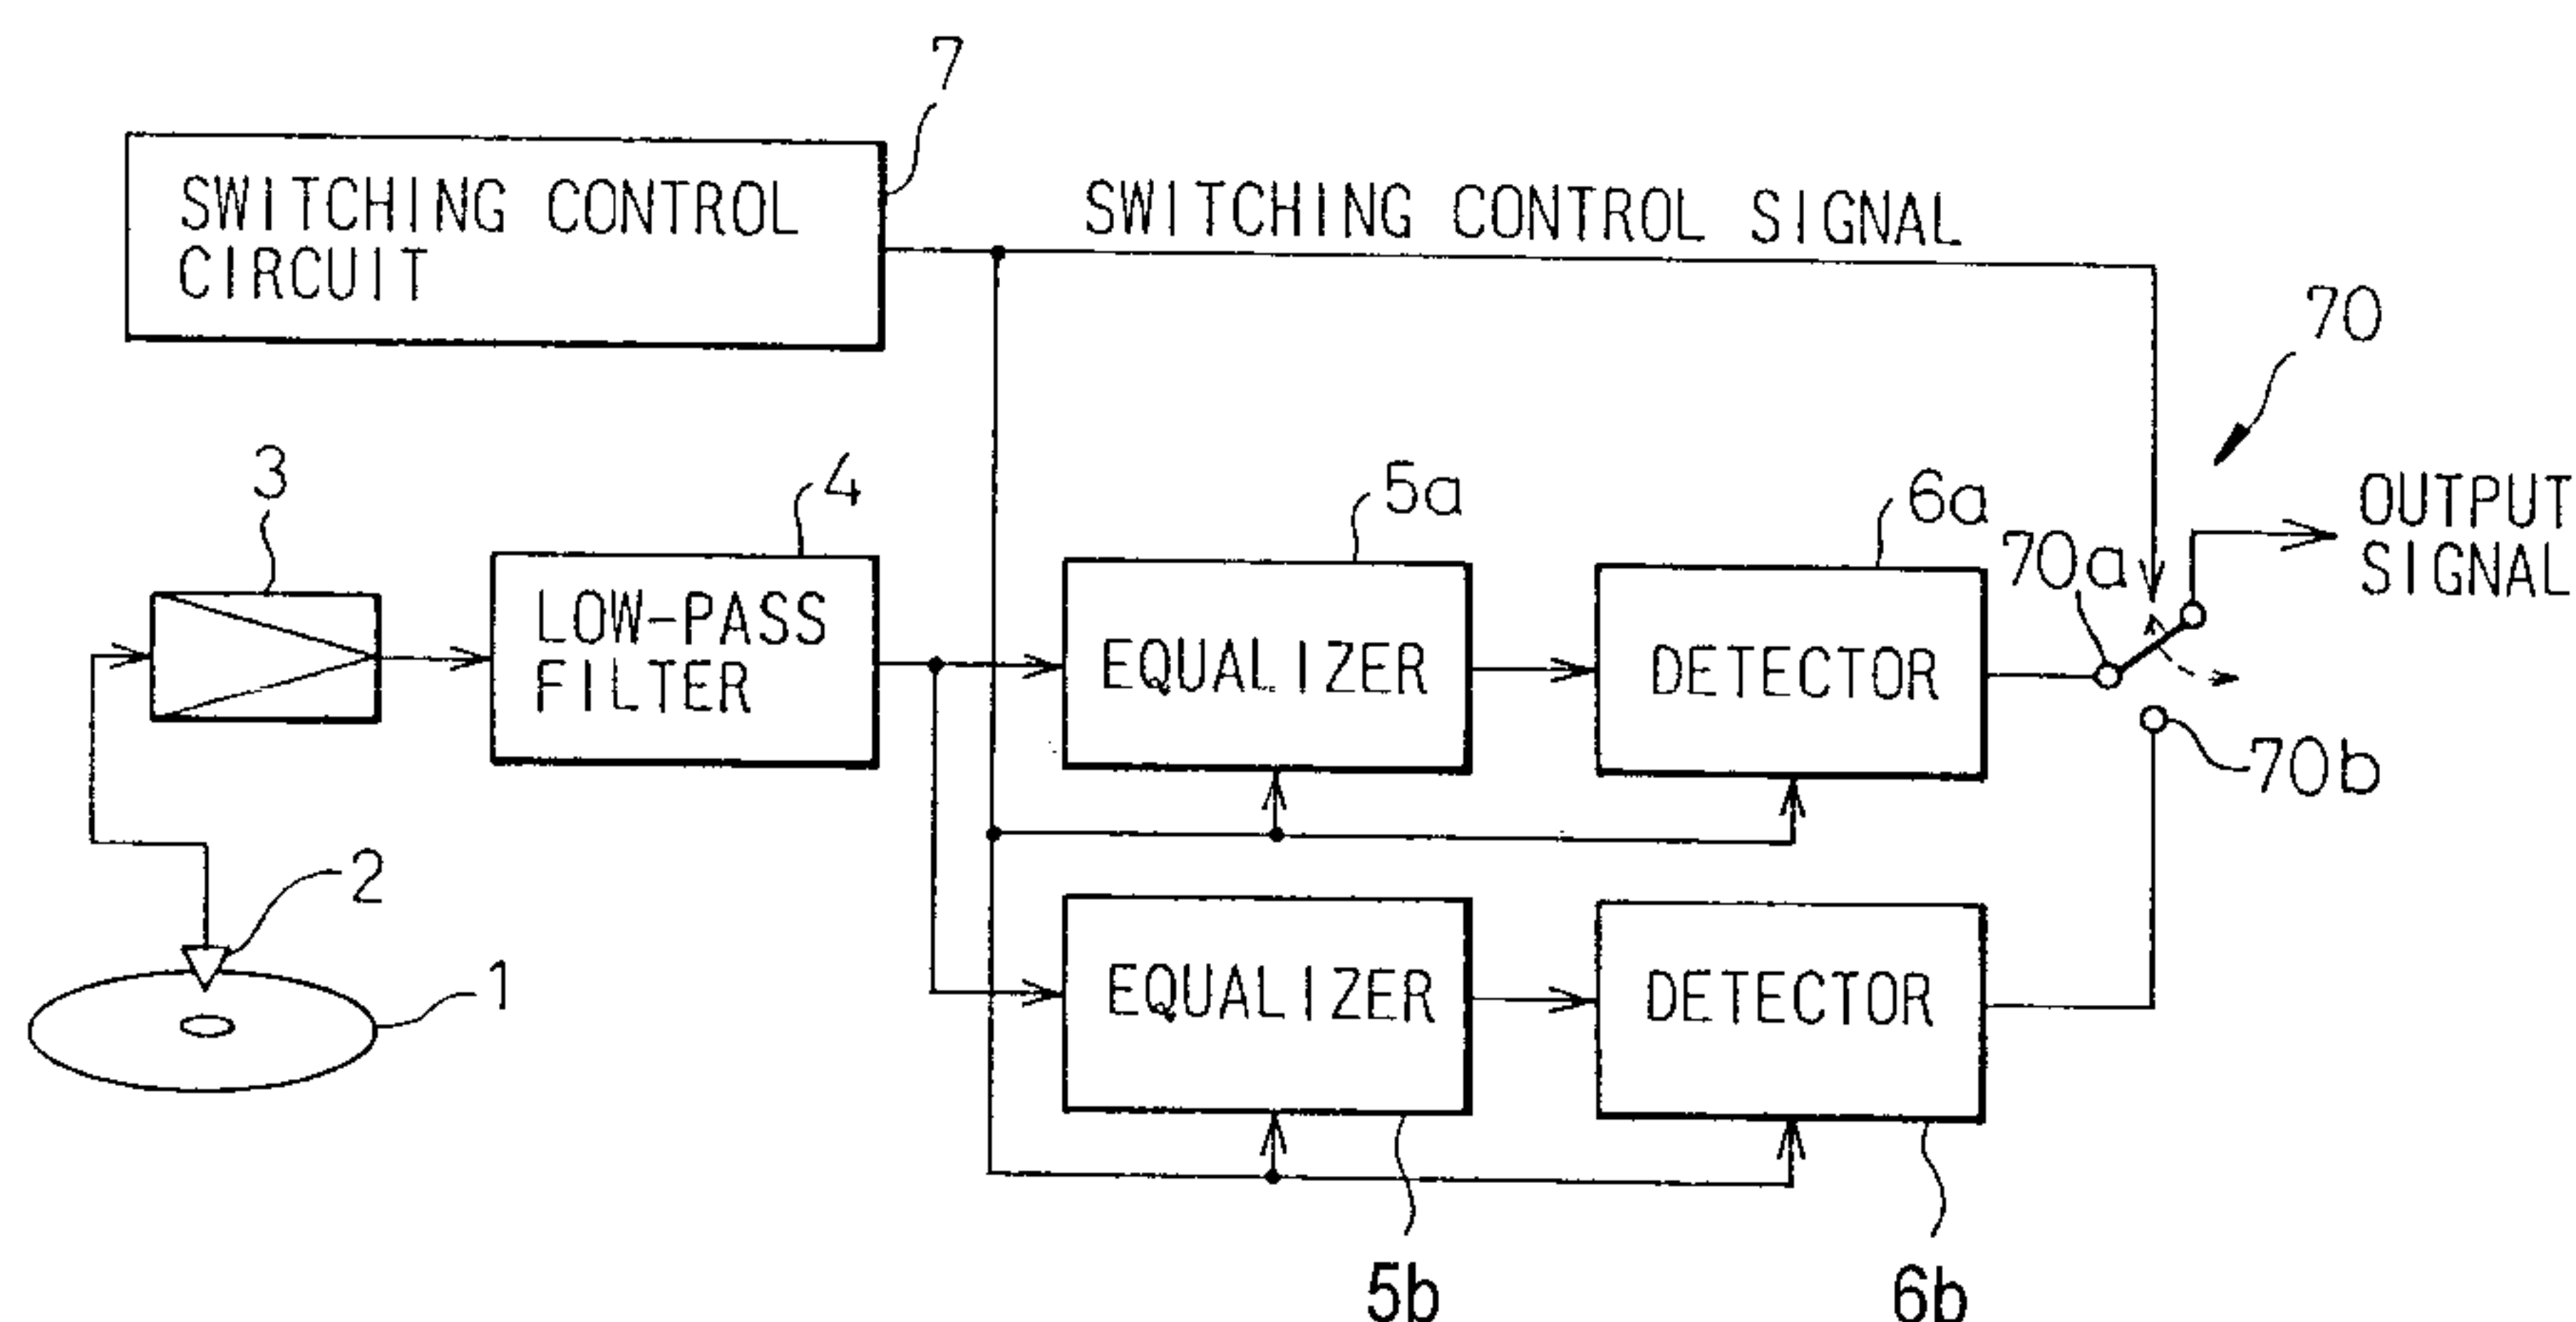 7
SWITCHING CONTROL
CIRCUIT
SWITCHING CONTROL SIGNAL
70
3
4
5a
6a
70a
OUTPUT
SIGNAL
LOW-PASS
FILTER
EQUALIZER
DETECTOR
70b
2
1
EQUALIZER
DETECTOR
5b
6b